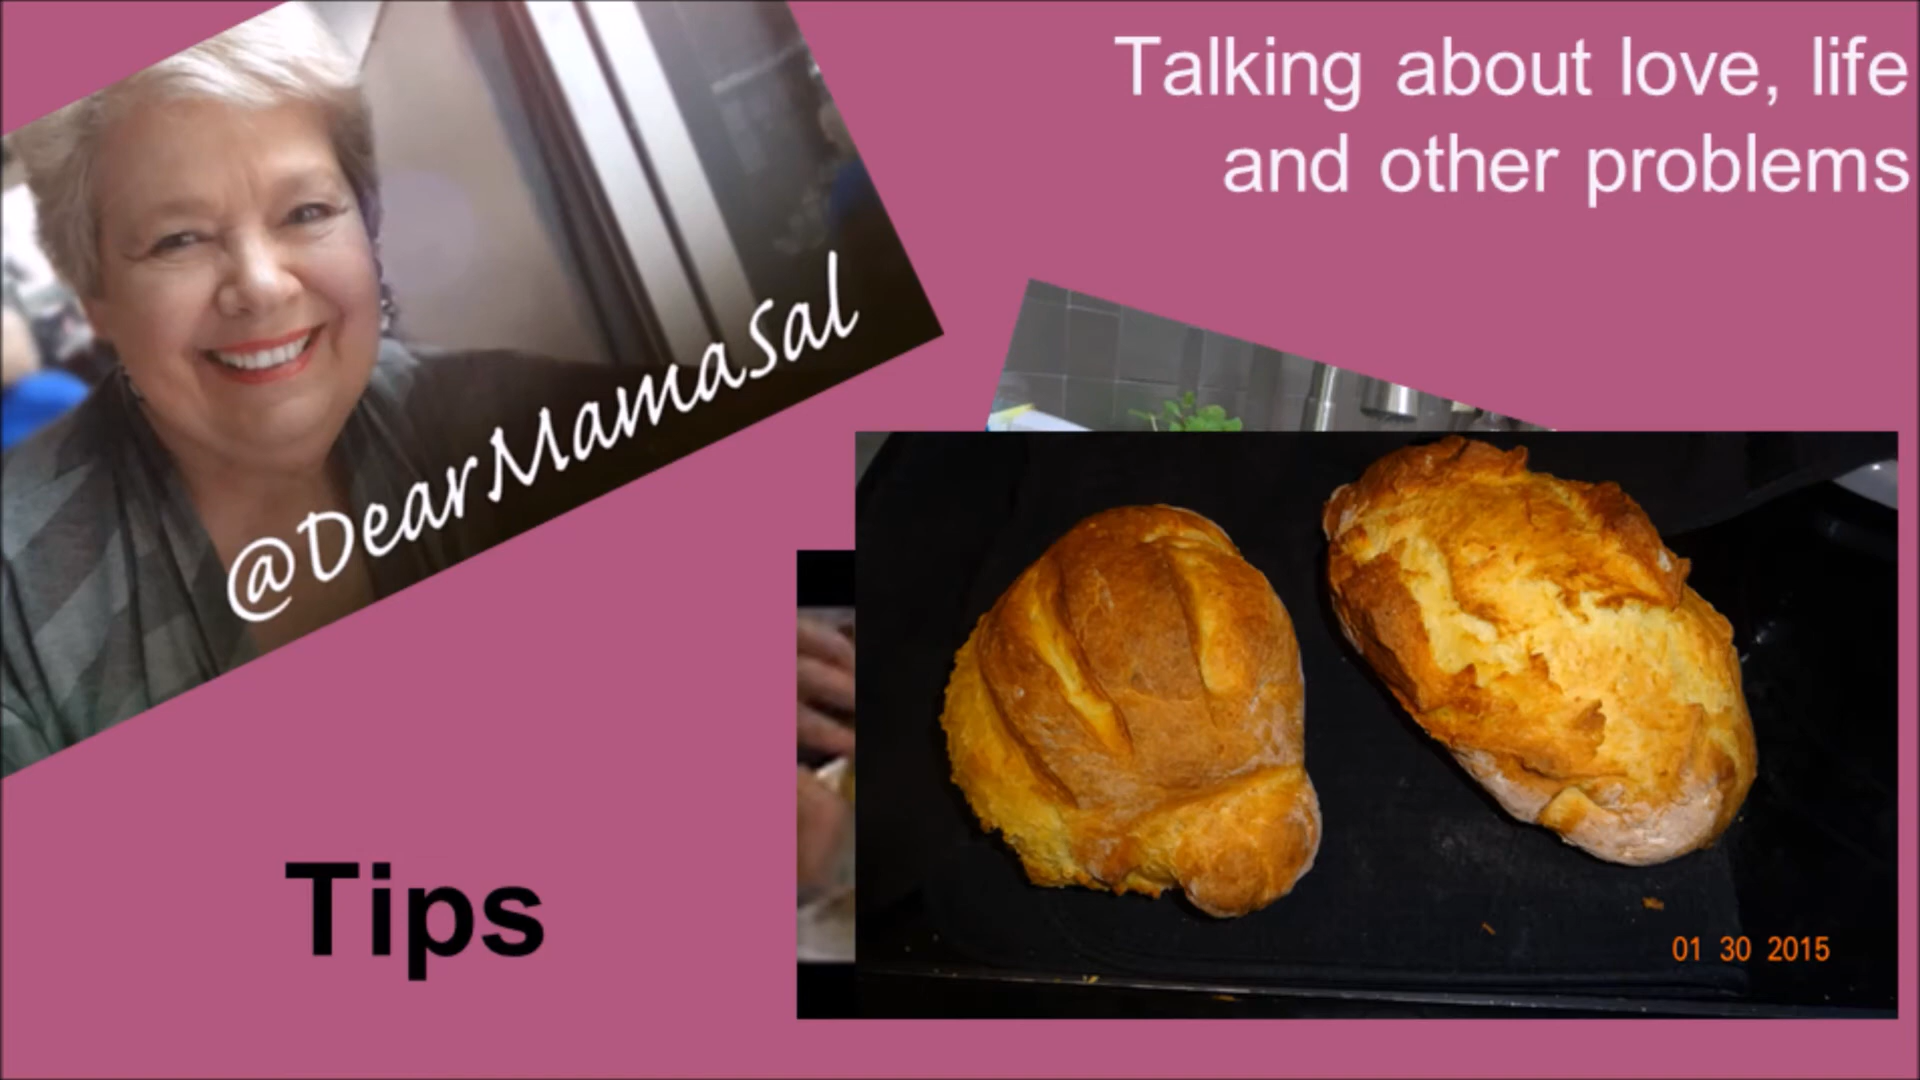 Talking about love, life
and other problems
@DearMamaSal
Tips
01 30 2015